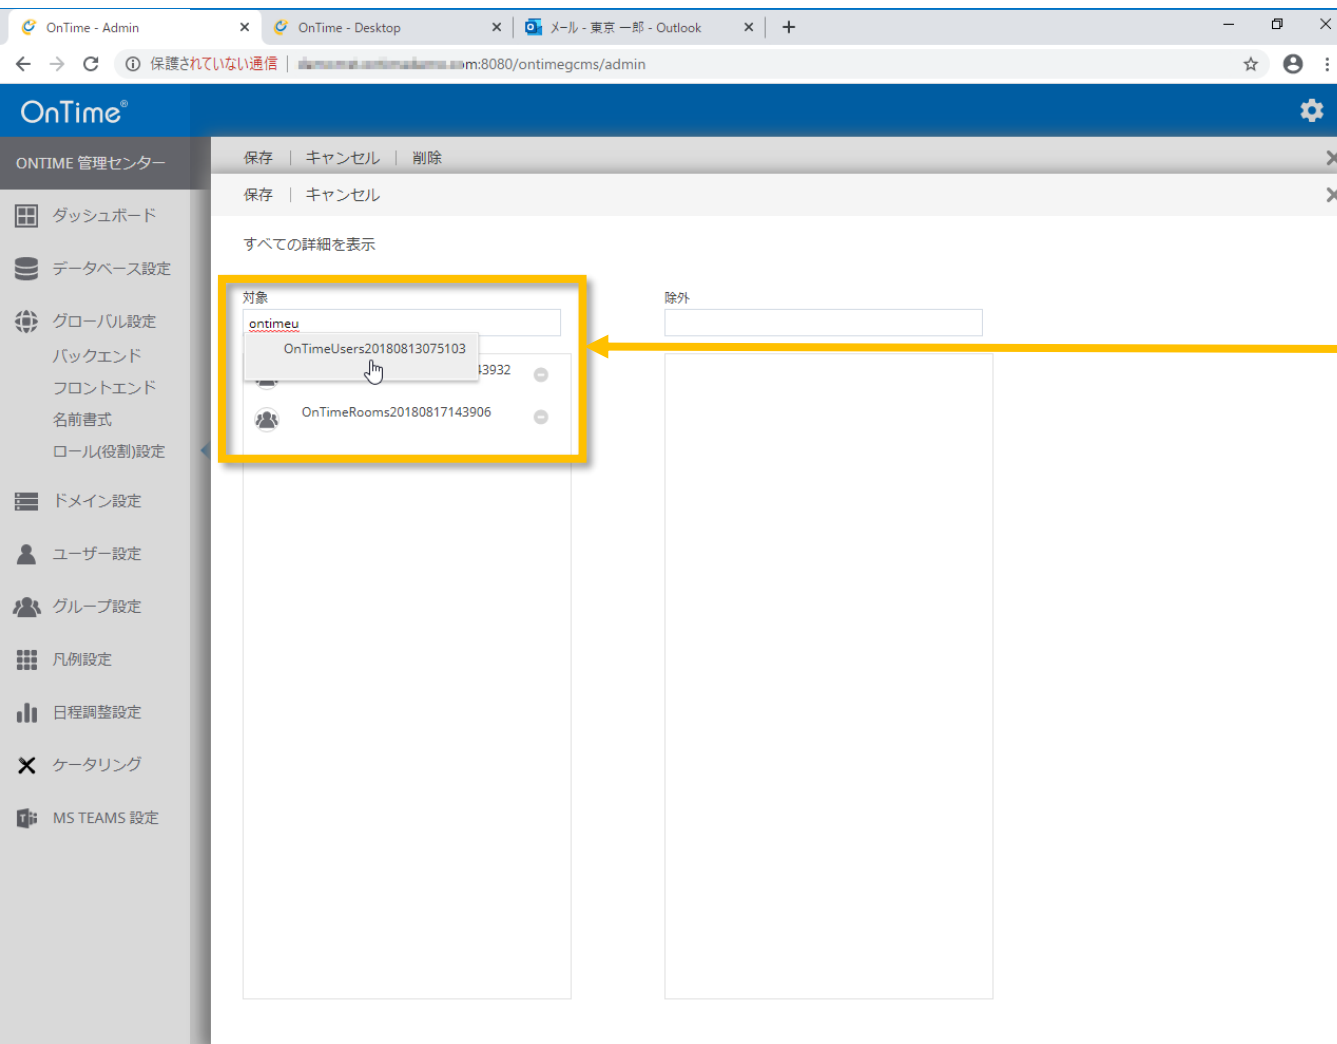 OnTime - Admin
OnTime - Desktop
メール - 東京 一郎 - Outlook
保護されていない通信
m:8080/ontimegcms/admin
OnTime®
ONTIME 管理センター
保存 | キャンセル | 削除
保存 | キャンセル
ダッシュボード
データベース設定
グローバル設定
バックエンド
フロントエンド
名前書式
ロール(役割)設定
ドメイン設定
ユーザー設定
グループ設定
凡例設定
日程調整設定
ケータリング
MS TEAMS 設定
すべての詳細を表示
対象
ontimeu
OnTimeUsers20180813075103
43932
OnTimeRooms20180817143906
除外